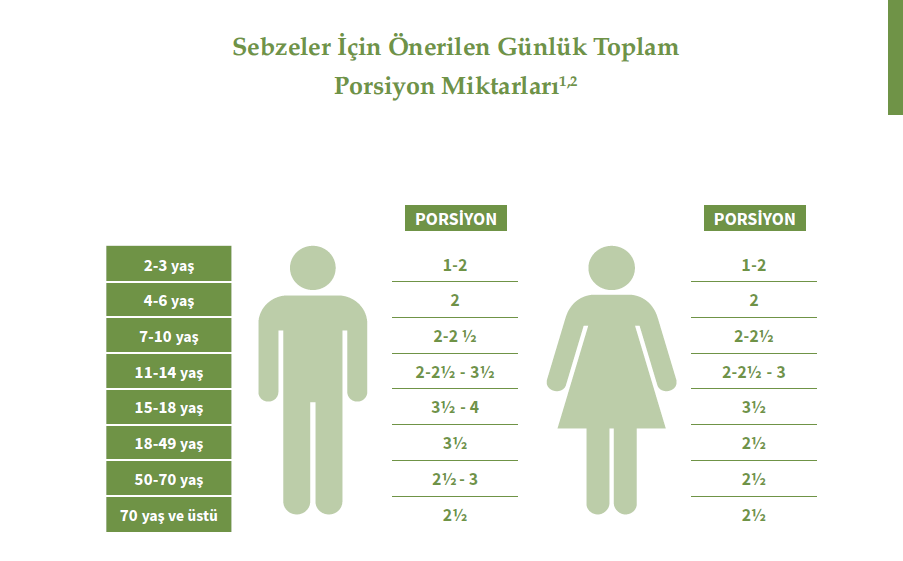 Sebzeler İçin Önerilen Günlük Toplam
Porsiyon Miktarları¹,²
PORSİYON PORSİYON
2-3 yaş 1-2 1-2
4-6 yaş 2 2
7-10 yaş 2-2 ½ 2-2½
11-14 yaş 2-2½ - 3½ 2-2½ - 3
15-18 yaş 3½ - 4 3½
18-49 yaş 3½ 2½
50-70 yaş 2½ - 3 2½
70 yaş ve üstü 2½ 2½